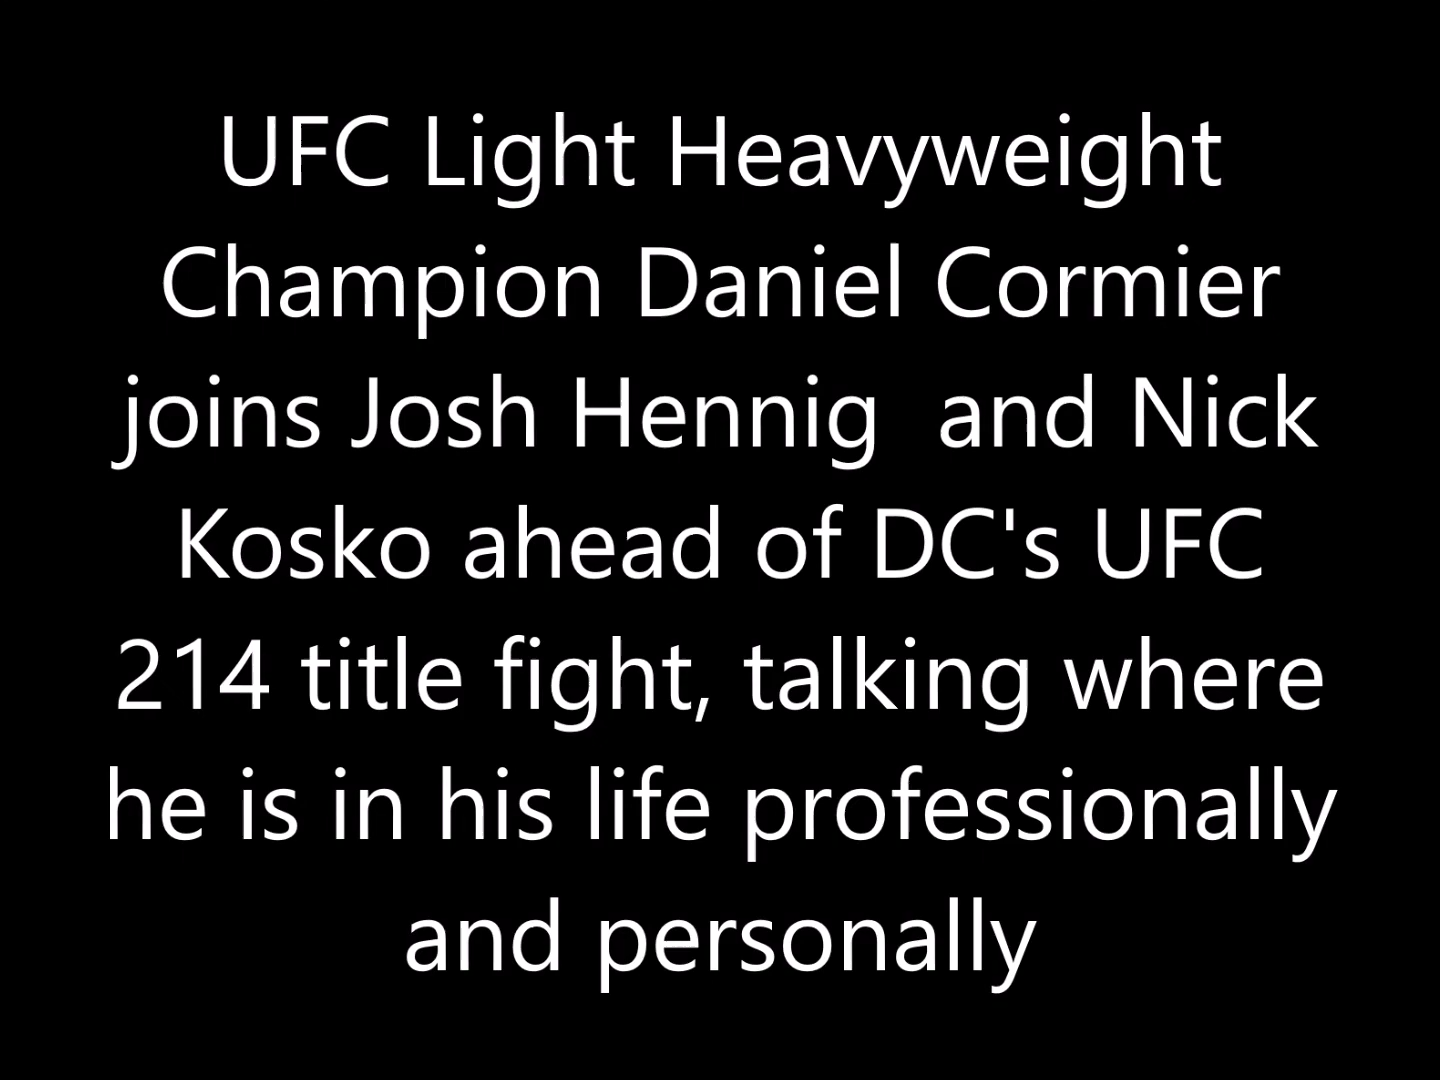 UFC Light Heavyweight
Champion Daniel Cormier
joins Josh Hennig  and Nick
Kosko ahead of DC's UFC
214 title fight, talking where
he is in his life professionally
and personally